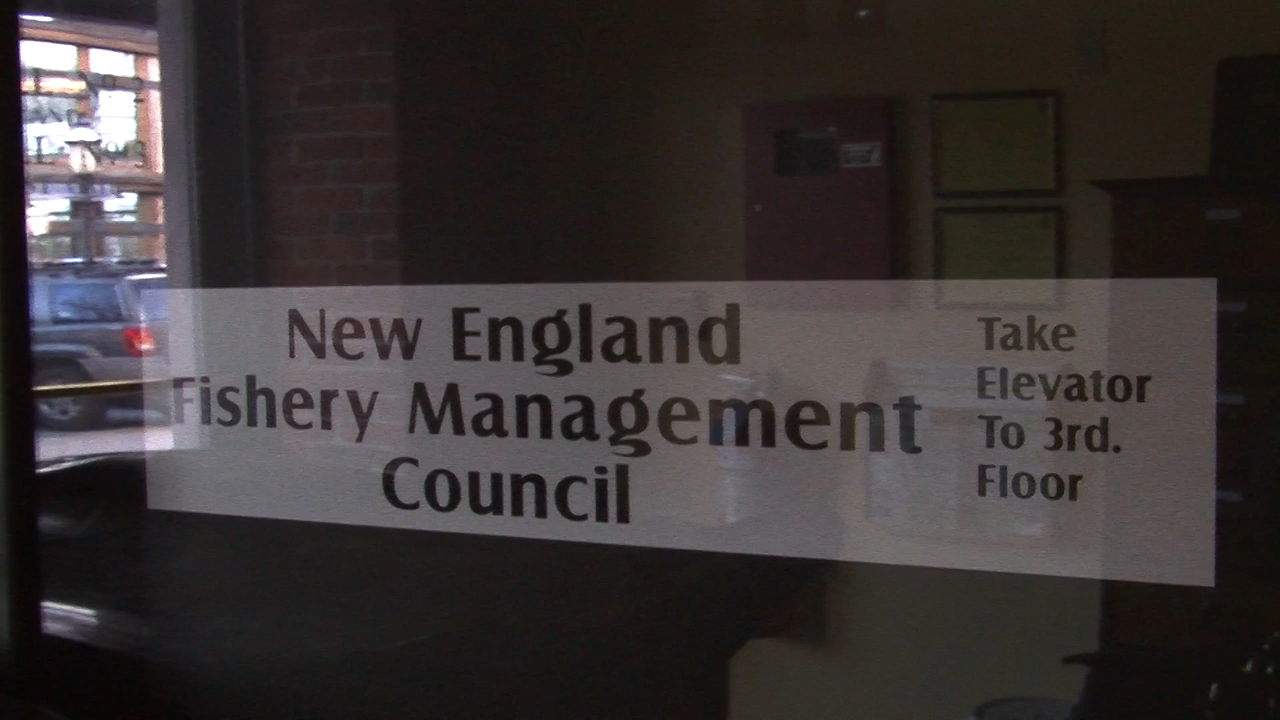 New England
Fishery Management
Council
Take
Elevator
To 3rd.
Floor